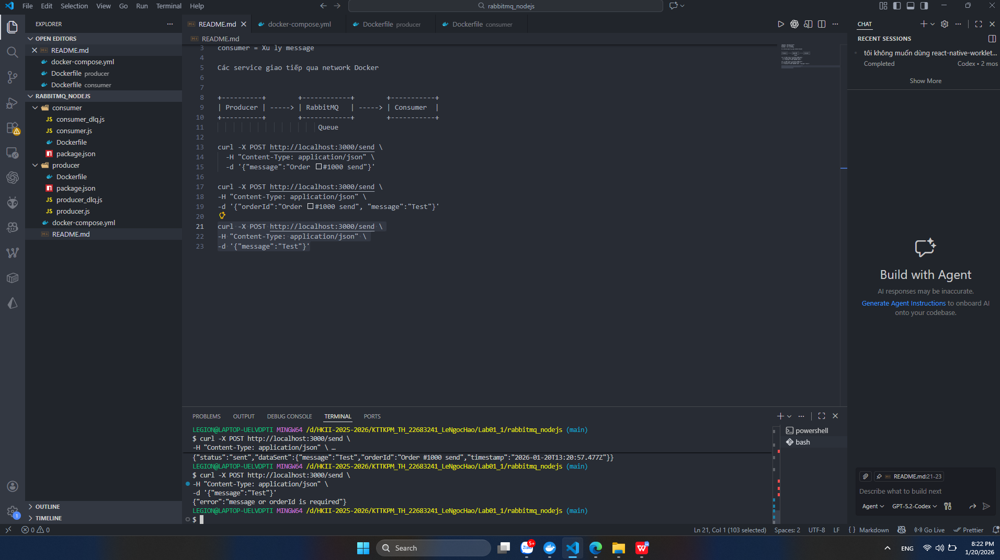 File Edit Selection View Go Run Terminal Help
rabbitmq_nodejs
EXPLORER
OPEN EDITORS
README.md
docker-compose.yml
Dockerfile producer
Dockerfile consumer
RABBITMQ_NODEJS
consumer
JS consumer_dlq.js
JS consumer.js
Dockerfile
package.json
producer
Dockerfile
package.json
JS producer_dlq.js
JS producer.js
docker-compose.yml
README.md
OUTLINE
TIMELINE
1
README.md docker-compose.yml Dockerfile producer Dockerfile consumer
README.md
3 consumer = Xu ly message
4
5 Các service giao tiếp qua network Docker
6
7
8 +----------+ +------------+ +-----------+
9 | Producer | -----> | RabbitMQ | -----> | Consumer |
10 +----------+ +------------+ +-----------+
11 Queue
12
13 curl -X POST http://localhost:3000/send \
14 -H "Content-Type: application/json" \
15 -d '{"message":"Order #1000 send"}'
16
17 curl -X POST http://localhost:3000/send \
18 -H "Content-Type: application/json" \
19 -d '{"orderId":"Order #1000 send", "message":"Test"}'
20
21 curl -X POST http://localhost:3000/send \
22 -H "Content-Type: application/json" \
23 -d '{"message":"Test"}'
PROBLEMS OUTPUT DEBUG CONSOLE TERMINAL PORTS
LEGION@LAPTOP-UELVDPTI MINGW64 /d/HKII-2025-2026/KTTKPM_TH_22683241_LeNgocHao/Lab01_1/rabbitmq_nodejs (main)
$ curl -X POST http://localhost:3000/send \
-H "Content-Type: application/json" \ …
{"status":"sent","dataSent":{"message":"Test","orderId":"Order #1000 send","timestamp":"2026-01-20T13:20:57.477Z"}}
LEGION@LAPTOP-UELVDPTI MINGW64 /d/HKII-2025-2026/KTTKPM_TH_22683241_LeNgocHao/Lab01_1/rabbitmq_nodejs (main)
$ curl -X POST http://localhost:3000/send \
-H "Content-Type: application/json" \
-d '{"message":"Test"}'
{"error":"message or orderId is required"}
LEGION@LAPTOP-UELVDPTI MINGW64 /d/HKII-2025-2026/KTTKPM_TH_22683241_LeNgocHao/Lab01_1/rabbitmq_nodejs (main)
$
powershell
bash
CHAT
RECENT SESSIONS
tôi không muốn dùng react-native-worklet...
Completed Codex • 2 mos
Show More
Build with Agent
AI responses may be inaccurate.
Generate Agent Instructions to onboard AI
onto your codebase.
README.md:21-23
Describe what to build next
Agent GPT-5.2-Codex
0 0
Ln 21, Col 1 (103 selected) Spaces: 2 UTF-8 LF { } Markdown Go Live Prettier
Search
Zalo 5+
ENG
8:22 PM
1/20/2026